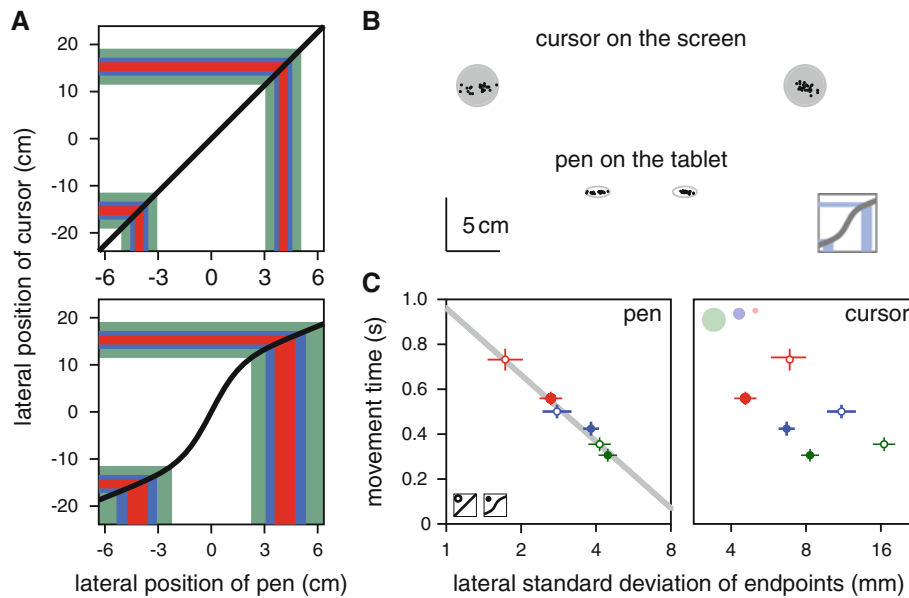 A
lateral position of cursor (cm)
20
10
0
-10
-20
-6 -3 0 3 6
20
10
0
-10
-20
-6 -3 0 3 6
lateral position of pen (cm)
B
cursor on the screen
pen on the tablet
5 cm
C
movement time (s)
1.0
0.8
0.6
0.4
0.2
0
pen
1 2 4 8
cursor
4 8 16
lateral standard deviation of endpoints (mm)